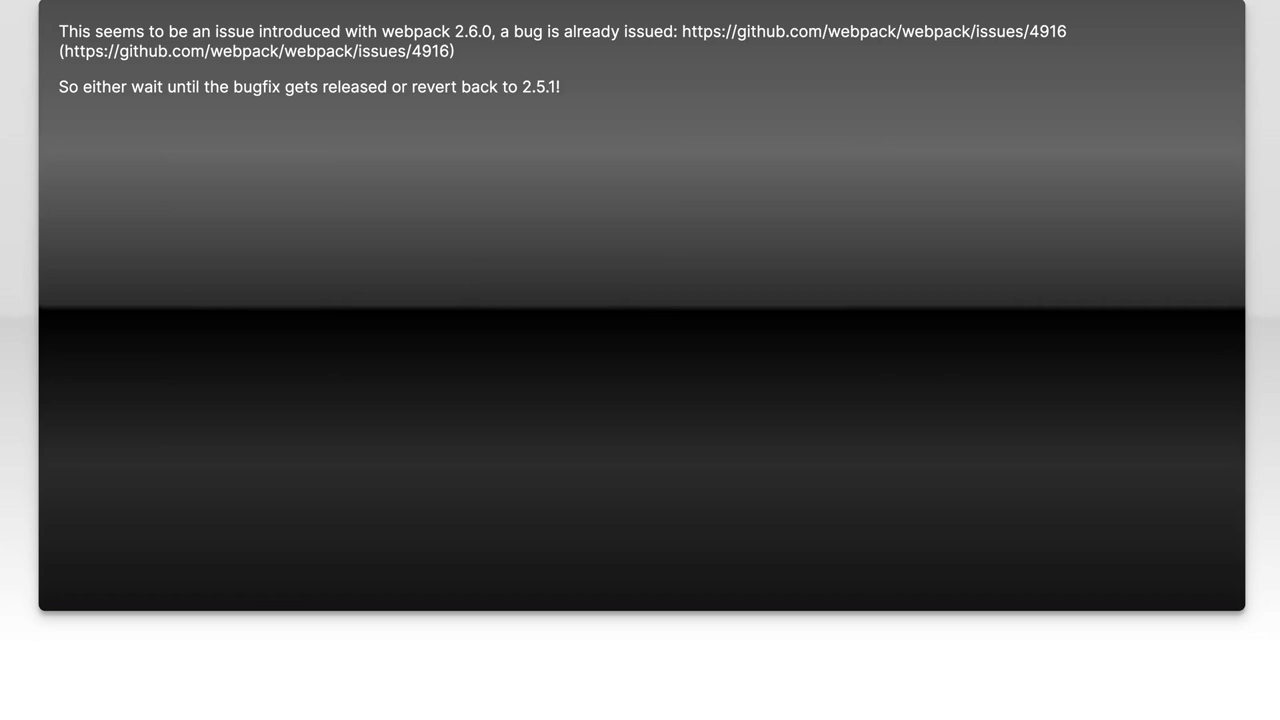 This seems to be an issue introduced with webpack 2.6.0, a bug is already issued: https://github.com/webpack/webpack/issues/4916
(https://github.com/webpack/webpack/issues/4916)
So either wait until the bugfix gets released or revert back to 2.5.1!